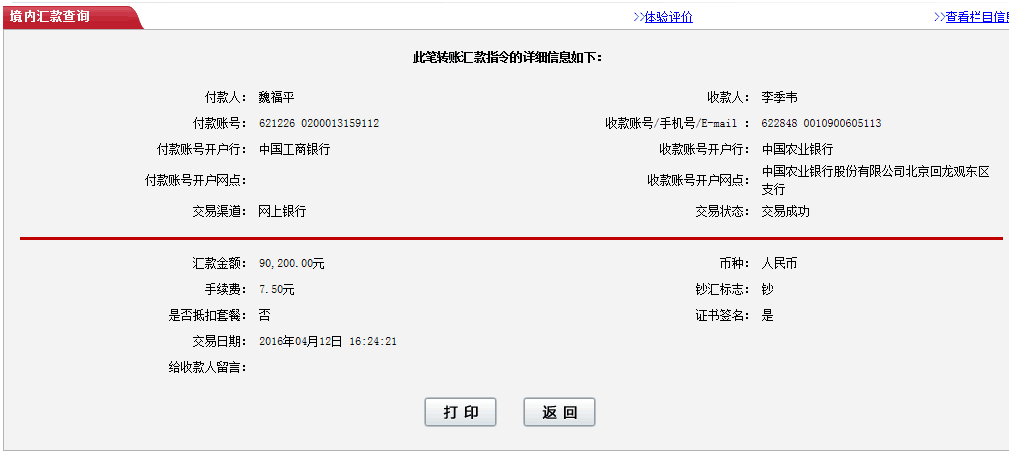 境内汇款查询 >>体验评价 >>查看栏目信息
此笔转账汇款指令的详细信息如下：
付款人： 魏福平 收款人： 李季韦
付款账号： 621226 0200013159112 收款账号/手机号/E-mail ： 622848 0010900605113
付款账号开户行： 中国工商银行 收款账号开户行： 中国农业银行
付款账号开户网点： 收款账号开户网点： 中国农业银行股份有限公司北京回龙观东区
支行
交易渠道： 网上银行 交易状态： 交易成功
汇款金额： 90,200.00元 币种： 人民币
手续费： 7.50元 钞汇标志： 钞
是否抵扣套餐： 否 证书签名： 是
交易日期： 2016年04月12日 16:24:21
给收款人留言：
打 印 返 回